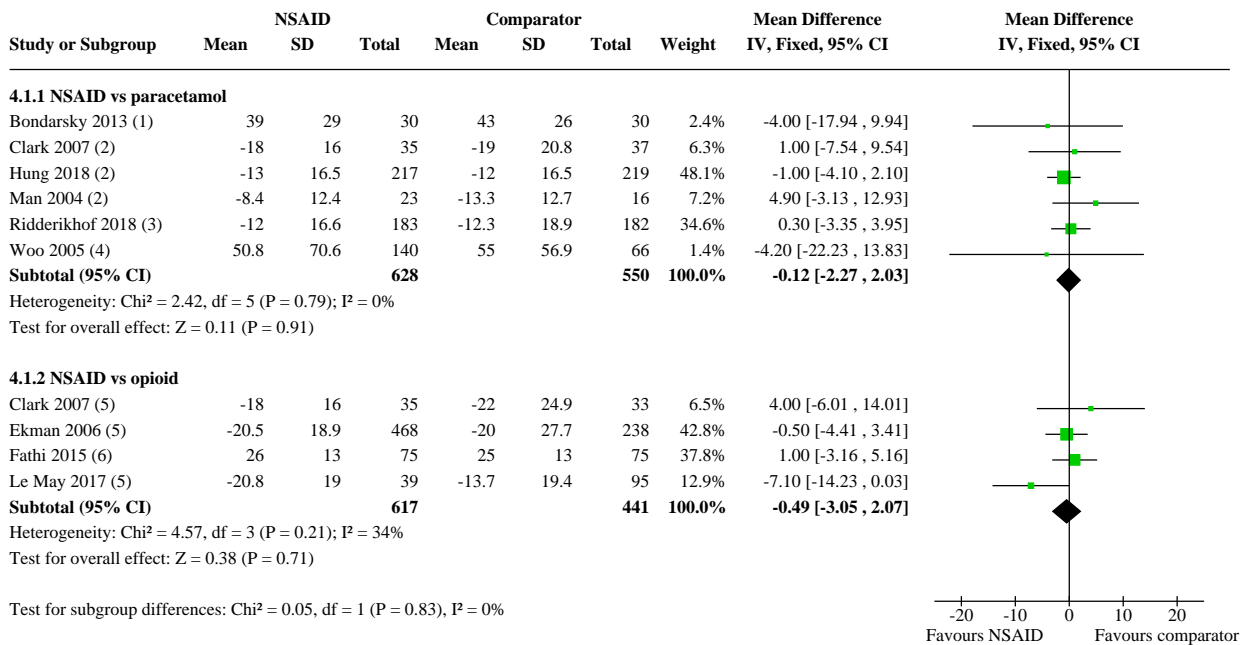 NSAID Comparator Mean Difference Mean Difference
Study or Subgroup Mean SD Total Mean SD Total Weight IV, Fixed, 95% CI IV, Fixed, 95% CI
4.1.1 NSAID vs paracetamol
Bondarsky 2013 (1) 39 29 30 43 26 30 2.4% -4.00 [-17.94 , 9.94]
Clark 2007 (2) -18 16 35 -19 20.8 37 6.3% 1.00 [-7.54 , 9.54]
Hung 2018 (2) -13 16.5 217 -12 16.5 219 48.1% -1.00 [-4.10 , 2.10]
Man 2004 (2) -8.4 12.4 23 -13.3 12.7 16 7.2% 4.90 [-3.13 , 12.93]
Ridderikhof 2018 (3) -12 16.6 183 -12.3 18.9 182 34.6% 0.30 [-3.35 , 3.95]
Woo 2005 (4) 50.8 70.6 140 55 56.9 66 1.4% -4.20 [-22.23 , 13.83]
Subtotal (95% CI) 628 550 100.0% -0.12 [-2.27 , 2.03]
Heterogeneity: Chi² = 2.42, df = 5 (P = 0.79); I² = 0%
Test for overall effect: Z = 0.11 (P = 0.91)
4.1.2 NSAID vs opioid
Clark 2007 (5) -18 16 35 -22 24.9 33 6.5% 4.00 [-6.01 , 14.01]
Ekman 2006 (5) -20.5 18.9 468 -20 27.7 238 42.8% -0.50 [-4.41 , 3.41]
Fathi 2015 (6) 26 13 75 25 13 75 37.8% 1.00 [-3.16 , 5.16]
Le May 2017 (5) -20.8 19 39 -13.7 19.4 95 12.9% -7.10 [-14.23 , 0.03]
Subtotal (95% CI) 617 441 100.0% -0.49 [-3.05 , 2.07]
Heterogeneity: Chi² = 4.57, df = 3 (P = 0.21); I² = 34%
Test for overall effect: Z = 0.38 (P = 0.71)
Test for subgroup differences: Chi² = 0.05, df = 1 (P = 0.83), I² = 0%
-20 -10 0 10 20
Favours NSAID Favours comparator